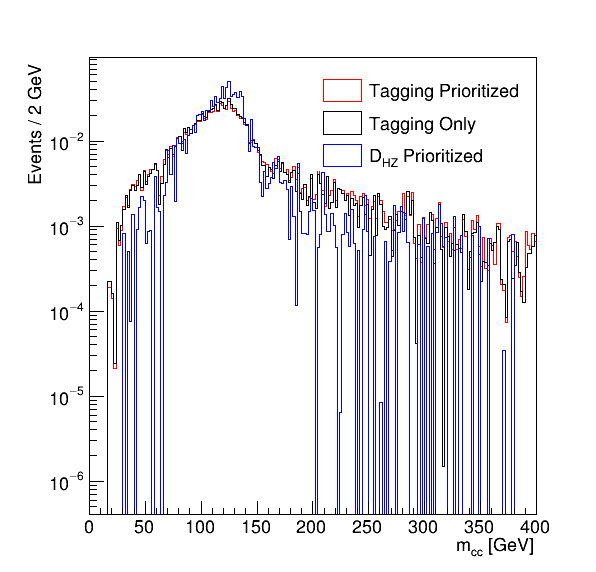 Events / 2 GeV
Tagging Prioritized
Tagging Only
D_HZ Prioritized
10^−2
10^−3
10^−4
10^−5
10^−6
0 50 100 150 200 250 300 350 400
m_cc [GeV]